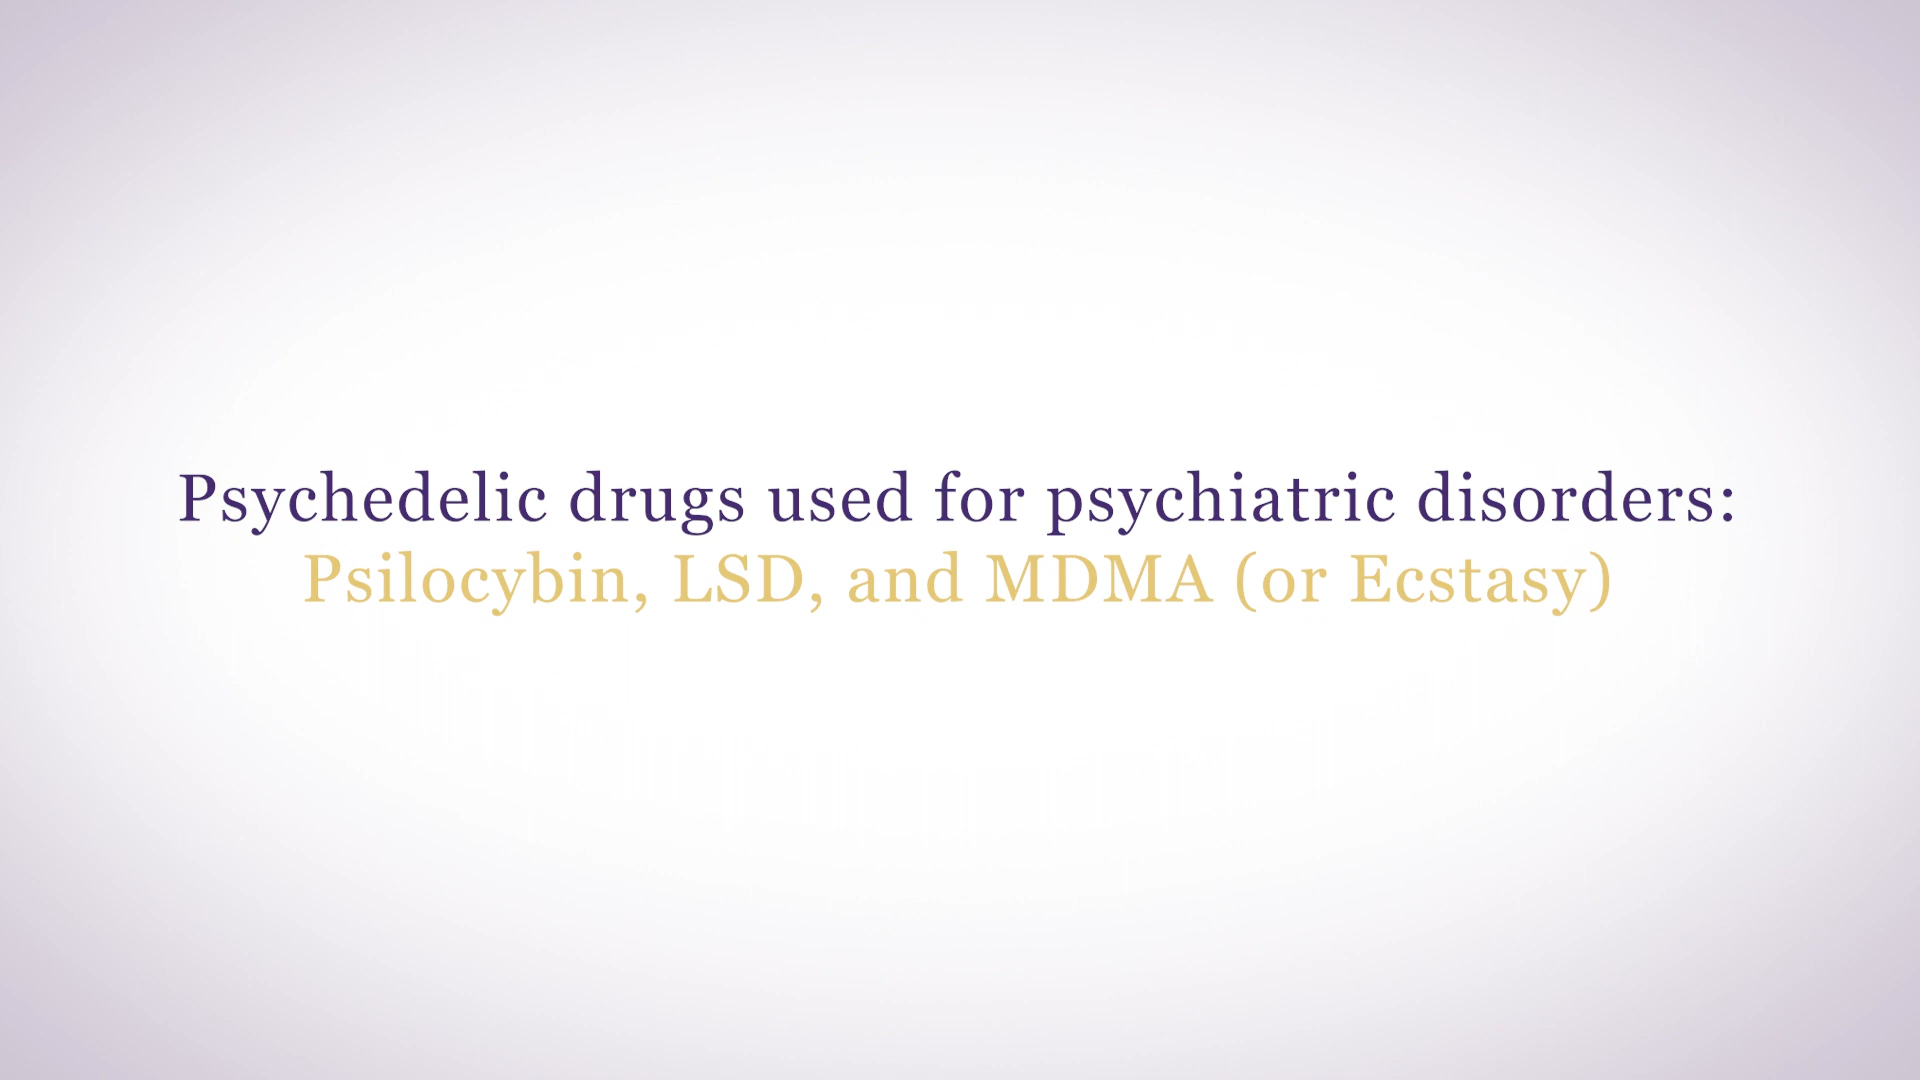 Psychedelic drugs used for psychiatric disorders:
Psilocybin, LSD, and MDMA (or Ecstasy)